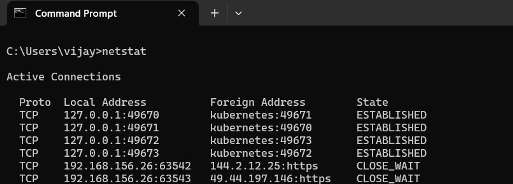 Command Prompt
C:\Users\vijay>netstat
Active Connections
Proto  Local Address          Foreign Address        State
TCP    127.0.0.1:49670        kubernetes:49671       ESTABLISHED
TCP    127.0.0.1:49671        kubernetes:49670       ESTABLISHED
TCP    127.0.0.1:49672        kubernetes:49673       ESTABLISHED
TCP    127.0.0.1:49673        kubernetes:49672       ESTABLISHED
TCP    192.168.156.26:63542   144.2.12.25:https      CLOSE_WAIT
TCP    192.168.156.26:63543   49.44.197.146:https    CLOSE_WAIT